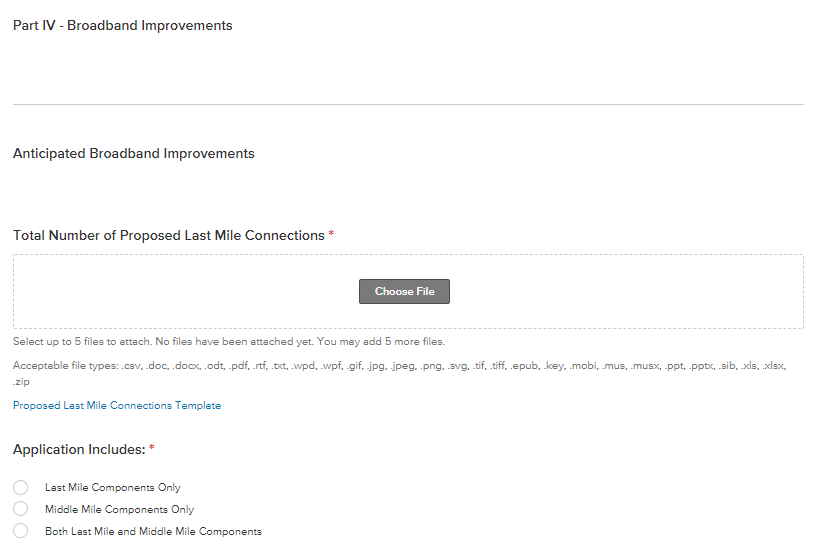 Part IV - Broadband Improvements
Anticipated Broadband Improvements
Total Number of Proposed Last Mile Connections *
Choose File
Select up to 5 files to attach. No files have been attached yet. You may add 5 more files.
Acceptable file types: .csv, .doc, .docx, .odt, .pdf, .rtf, .txt, .wpd, .wpf, .gif, .jpg, .jpeg, .png, .svg, .tif, .tiff, .epub, .key, .mobi, .mus, .musx, .ppt, .pptx, .sib, .xls, .xlsx,
.zip
Proposed Last Mile Connections Template
Application Includes: *
Last Mile Components Only
Middle Mile Components Only
Both Last Mile and Middle Mile Components